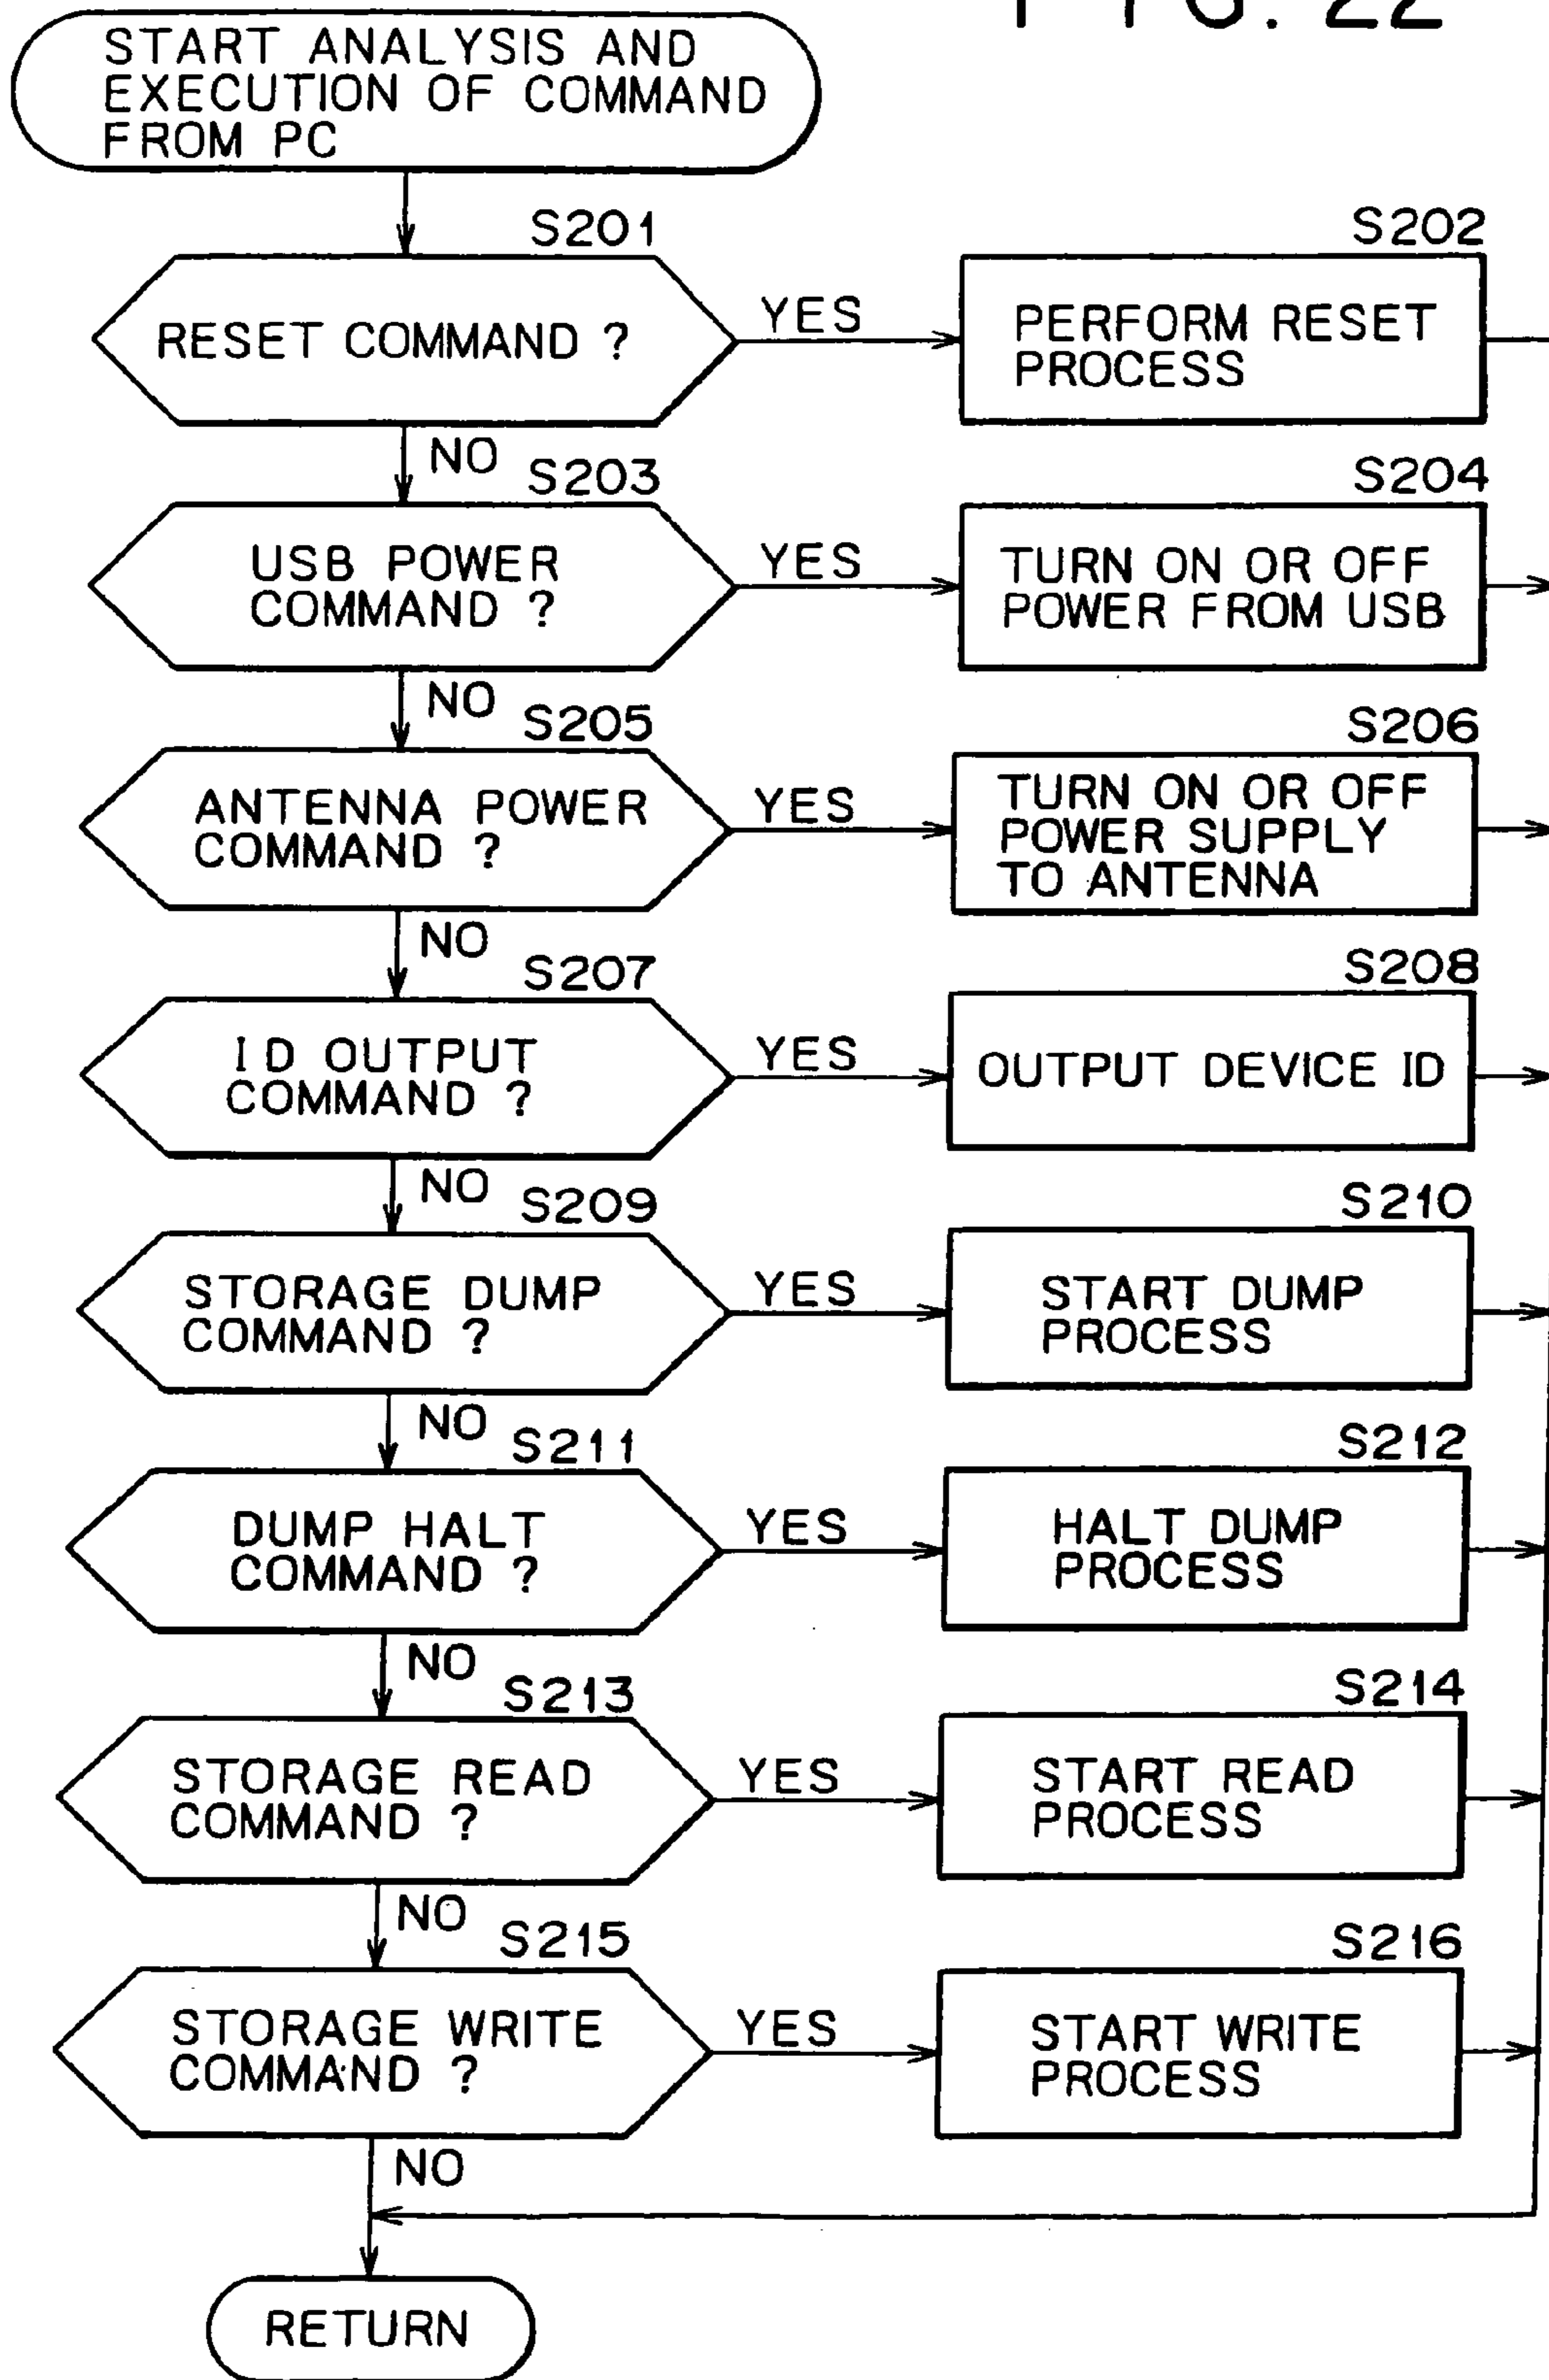 FIG. 22
START ANALYSIS AND
EXECUTION OF COMMAND
FROM PC
S201
RESET COMMAND ?
YES
S202
PERFORM RESET
PROCESS
NO
S203
USB POWER
COMMAND ?
YES
S204
TURN ON OR OFF
POWER FROM USB
NO
S205
ANTENNA POWER
COMMAND ?
YES
S206
TURN ON OR OFF
POWER SUPPLY
TO ANTENNA
NO
S207
ID OUTPUT
COMMAND ?
YES
S208
OUTPUT DEVICE ID
NO
S209
STORAGE DUMP
COMMAND ?
YES
S210
START DUMP
PROCESS
NO
S211
DUMP HALT
COMMAND ?
YES
S212
HALT DUMP
PROCESS
NO
S213
STORAGE READ
COMMAND ?
YES
S214
START READ
PROCESS
NO
S215
STORAGE WRITE
COMMAND ?
YES
S216
START WRITE
PROCESS
NO
RETURN